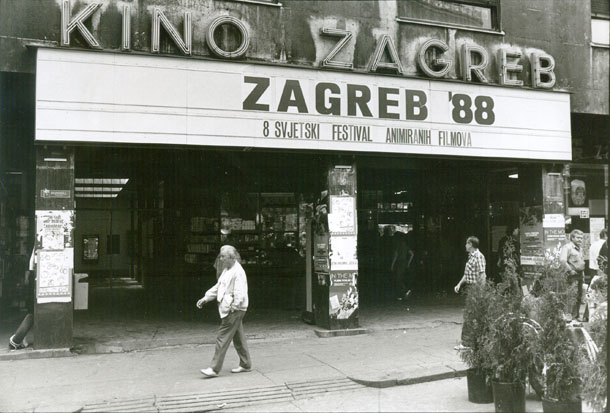 KINO ZAGREB
ZAGREB '88
8 SVJETSKI FESTIVAL ANIMIRANIH FILMOVA